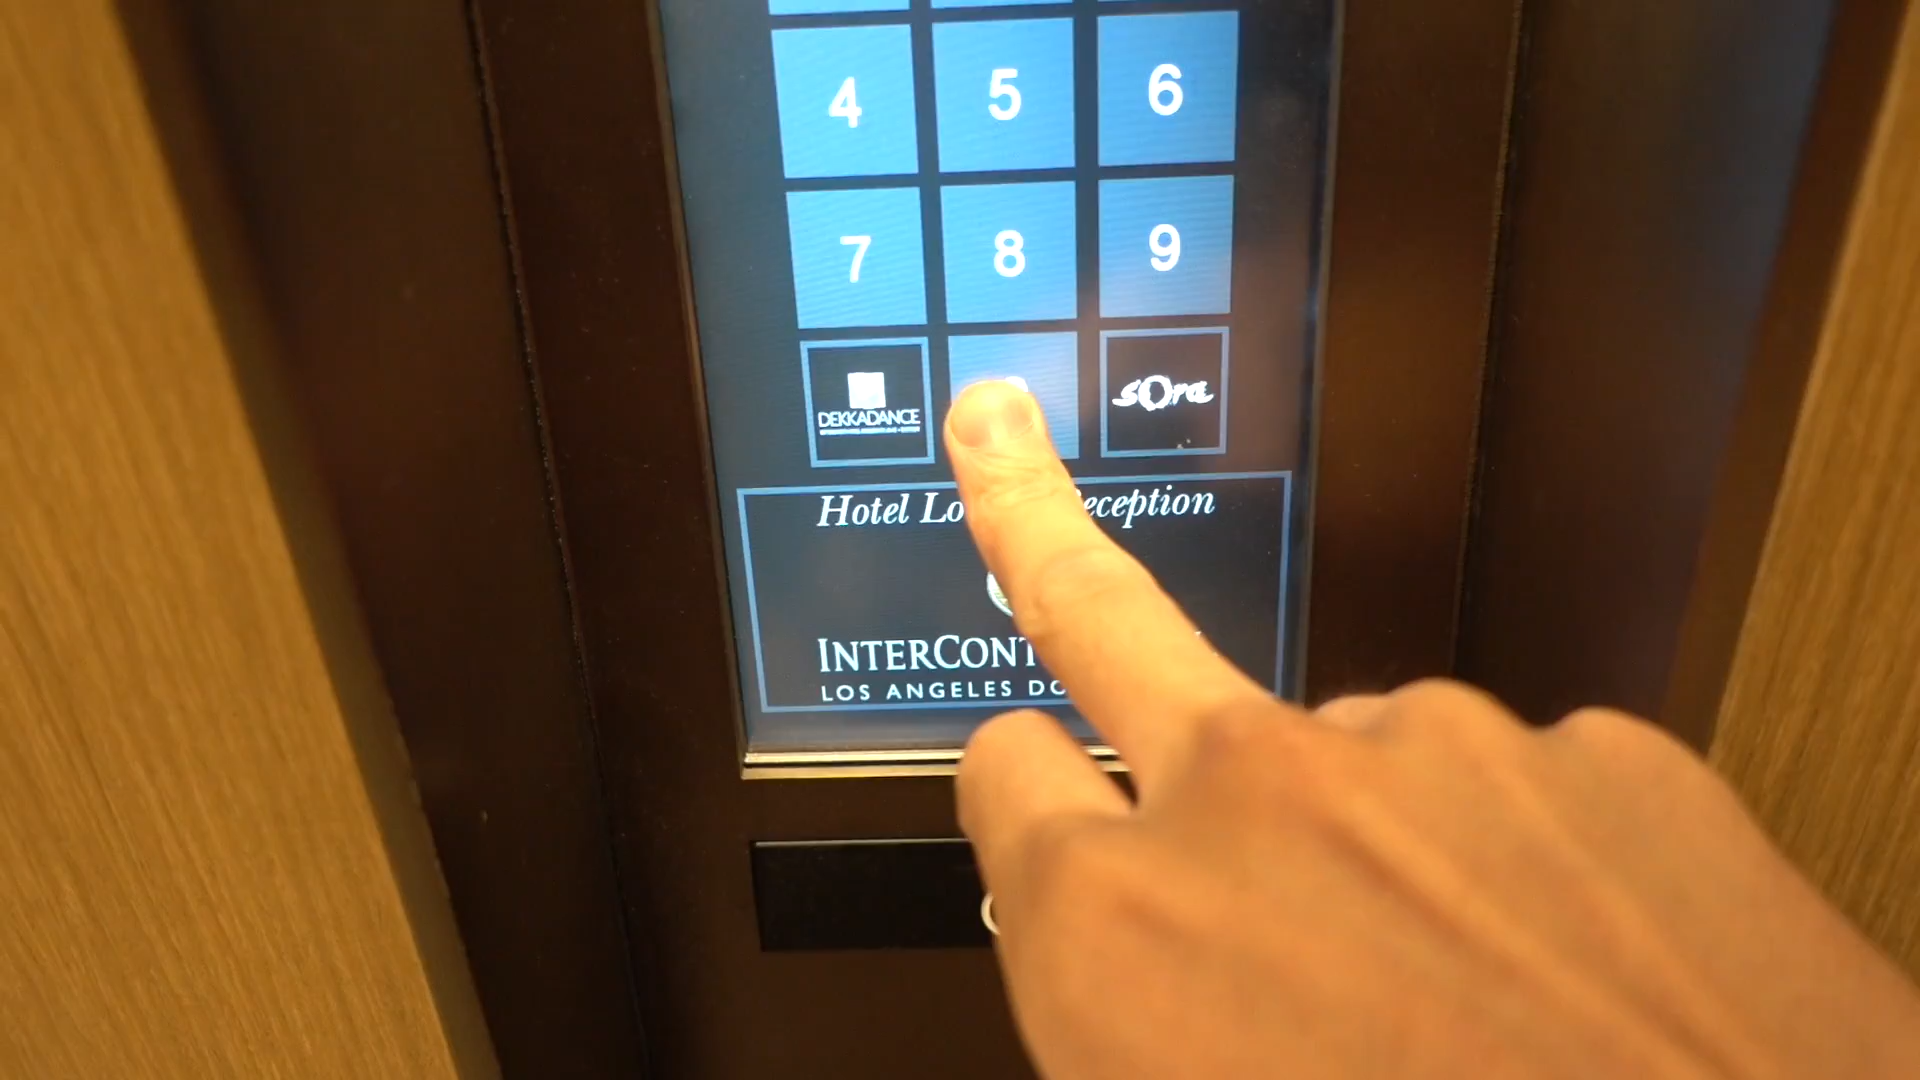 4 5 6
7 8 9
DEKKADANCE
sora
Hotel Lo eception
INTERCONT
LOS ANGELES DO